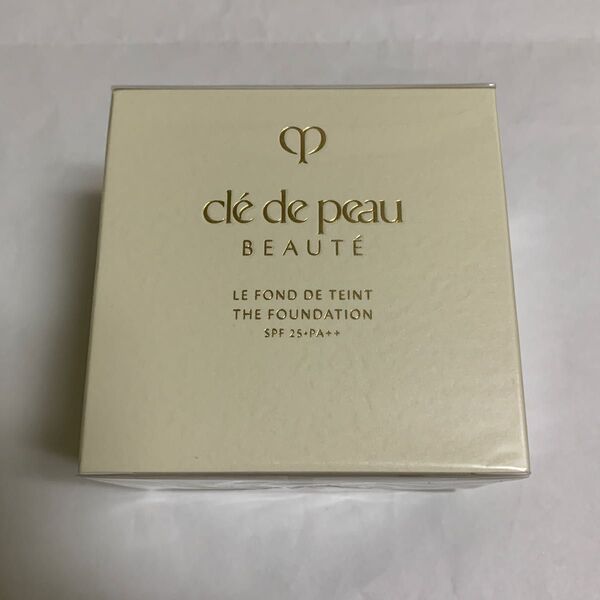 clé de peau
BEAUTÉ
LE FOND DE TEINT
THE FOUNDATION
SPF 25•PA++